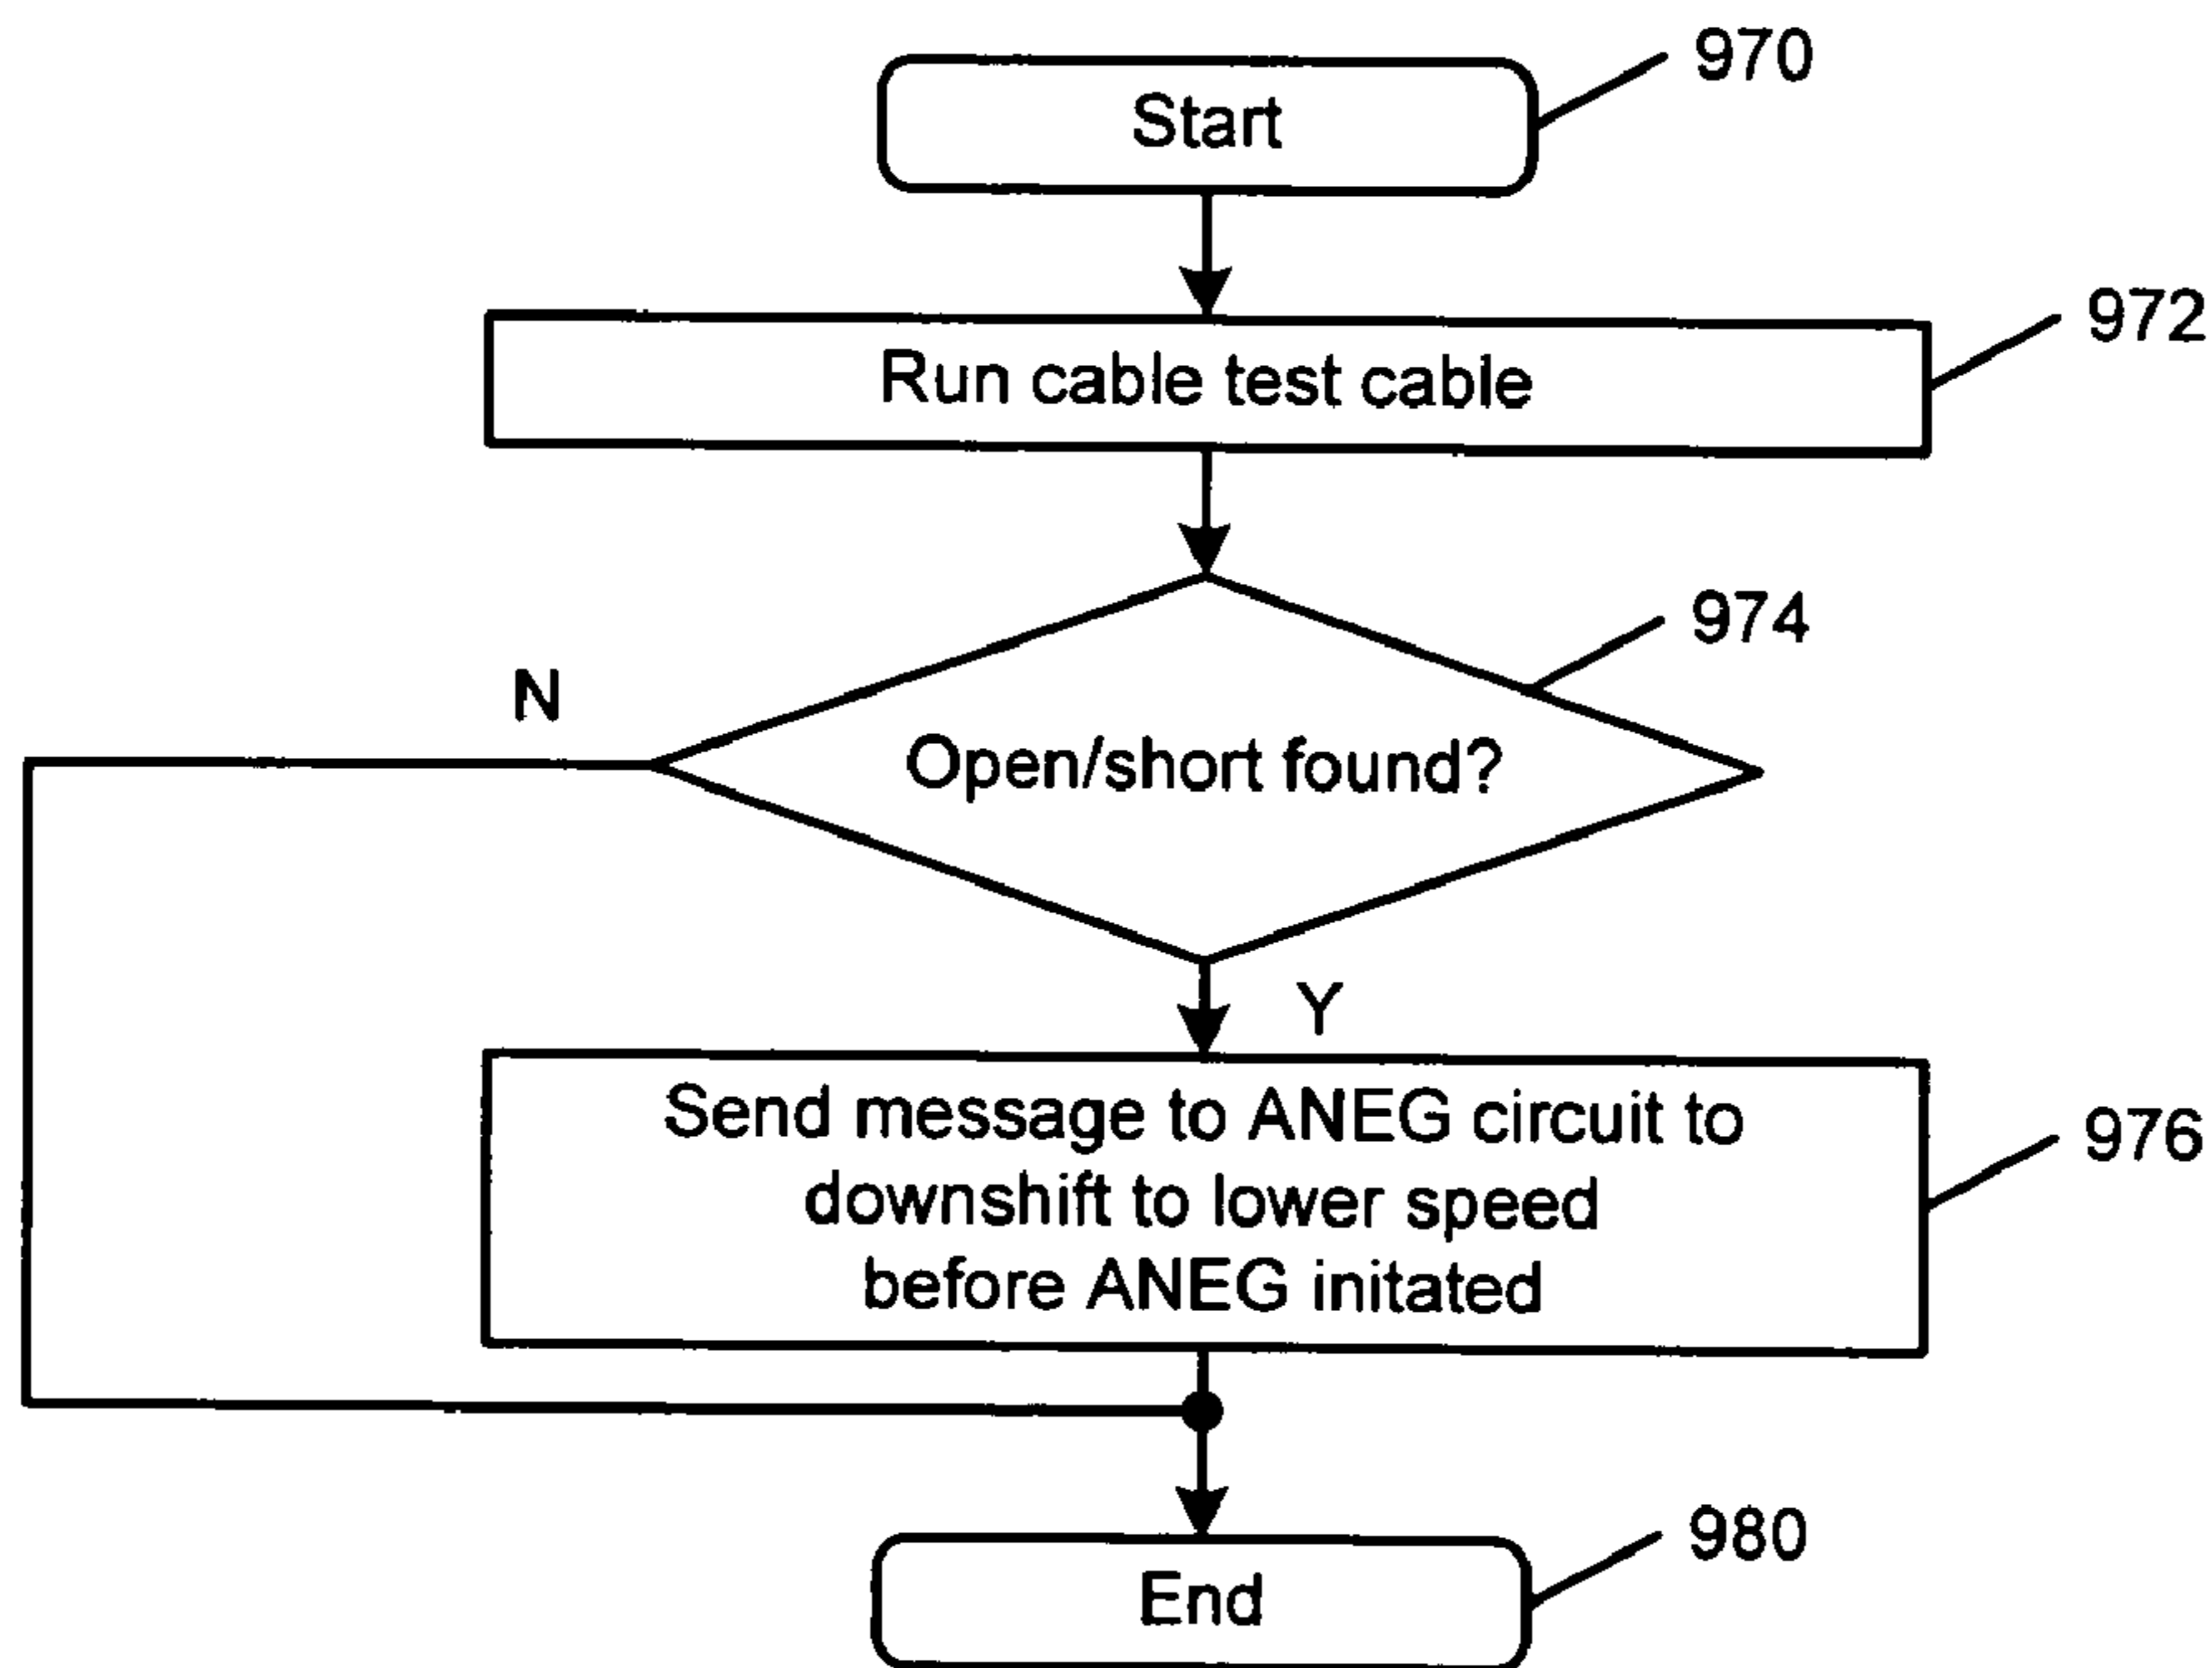 Start
970
Run cable test cable
972
Open/short found?
974
N
Y
Send message to ANEG circuit to
downshift to lower speed
before ANEG initated
976
End
980